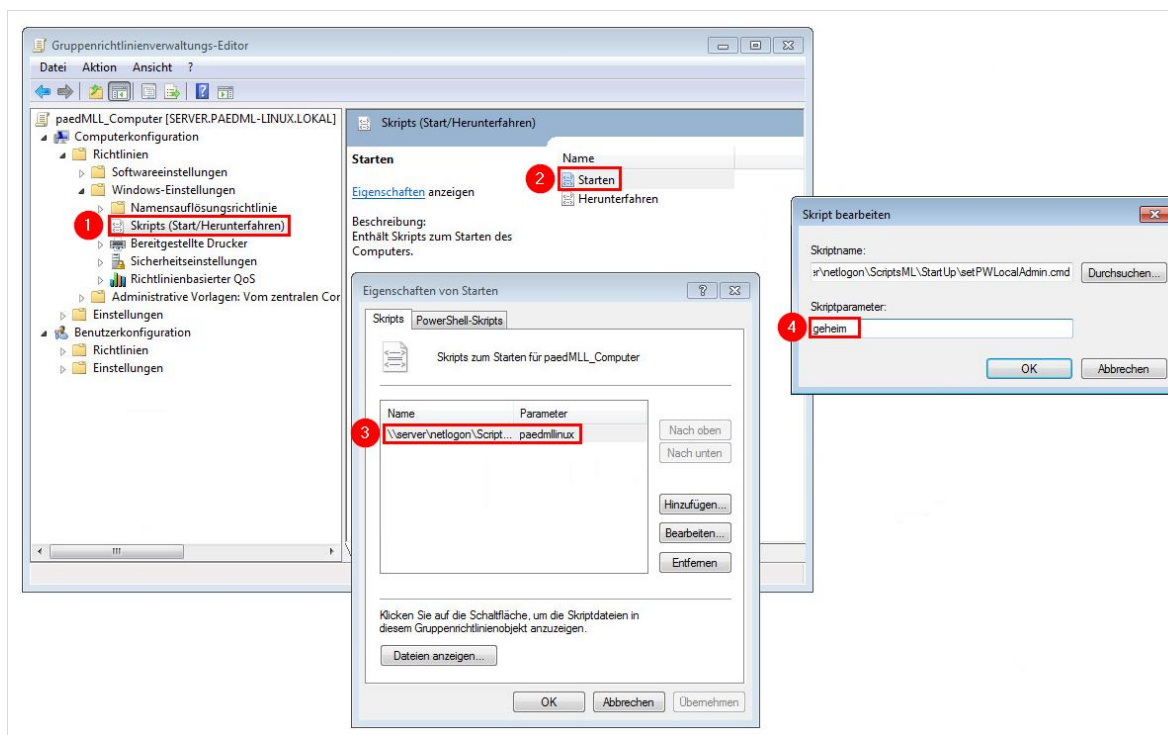 Gruppenrichtlinienverwaltungs-Editor
Datei Aktion Ansicht ?
paedMLL_Computer [SERVER.PAEDML-LINUX.LOKAL]
Computerkonfiguration
Richtlinien
Softwareeinstellungen
Windows-Einstellungen
Namensauflösungsrichtlinie
1 Skripts (Start/Herunterfahren)
Bereitgestellte Drucker
Sicherheitseinstellungen
Richtlinienbasierter QoS
Administrative Vorlagen: Vom zentralen Cor
Einstellungen
Benutzerkonfiguration
Richtlinien
Einstellungen
Skripts (Start/Herunterfahren)
Starten
Eigenschaften anzeigen
Beschreibung:
Enthält Skripts zum Starten des
Computers.
Name
2 Starten
Herunterfahren
Eigenschaften von Starten
Skripts PowerShell-Skripts
Skripts zum Starten für paedMLL_Computer
Name Parameter
3 \\server\netlogon\Script... paedmllinux
Nach oben
Nach unten
Hinzufügen...
Bearbeiten...
Entfernen
Klicken Sie auf die Schaltfläche, um die Skriptdateien in
diesem Gruppenrichtlinienobjekt anzuzeigen.
Dateien anzeigen...
OK Abbrechen Übernehmen
Skript bearbeiten
Skriptname:
er\netlogon\ScriptsML\StartUp\setPWLocalAdmin.cmd Durchsuchen...
Skriptparameter:
4 geheim
OK Abbrechen